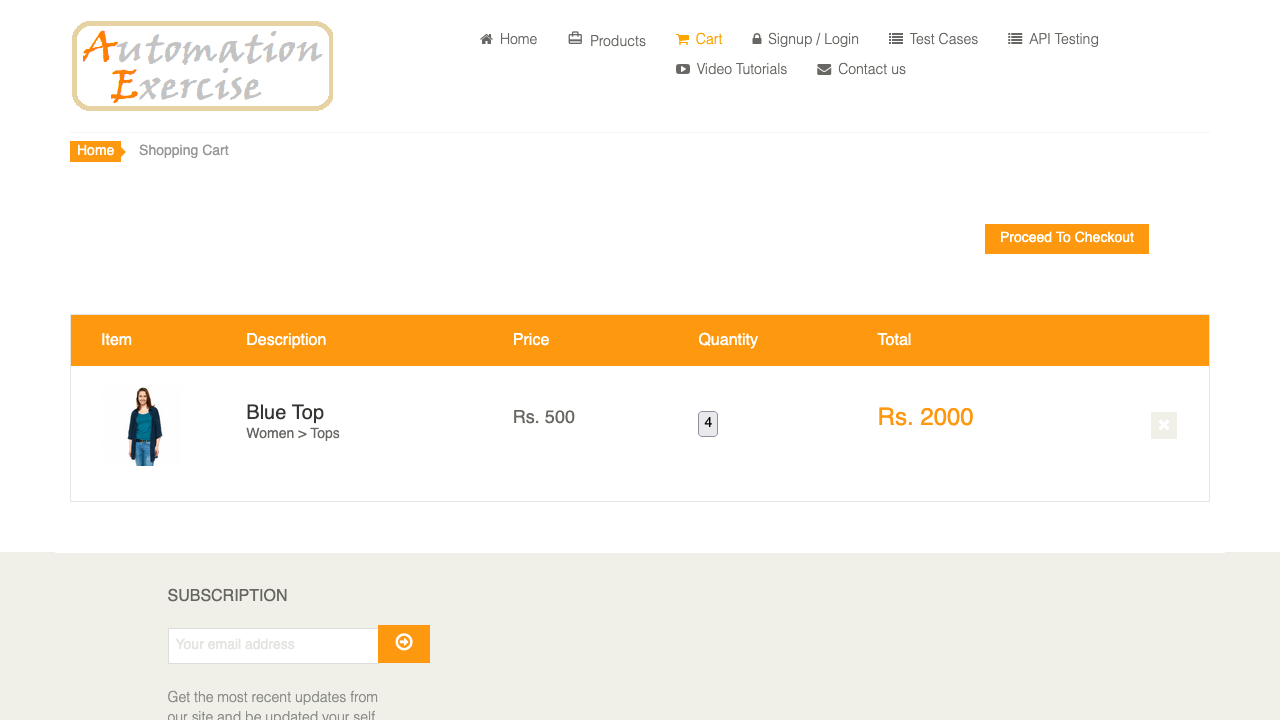 Automation
Exercise
Home
Products
Cart
Signup / Login
Test Cases
API Testing
Video Tutorials
Contact us
Home
Shopping Cart
Proceed To Checkout
Item Description Price Quantity Total
Blue Top
Women > Tops
Rs. 500
4
Rs. 2000
SUBSCRIPTION
Your email address
Get the most recent updates from
our site and be updated your self